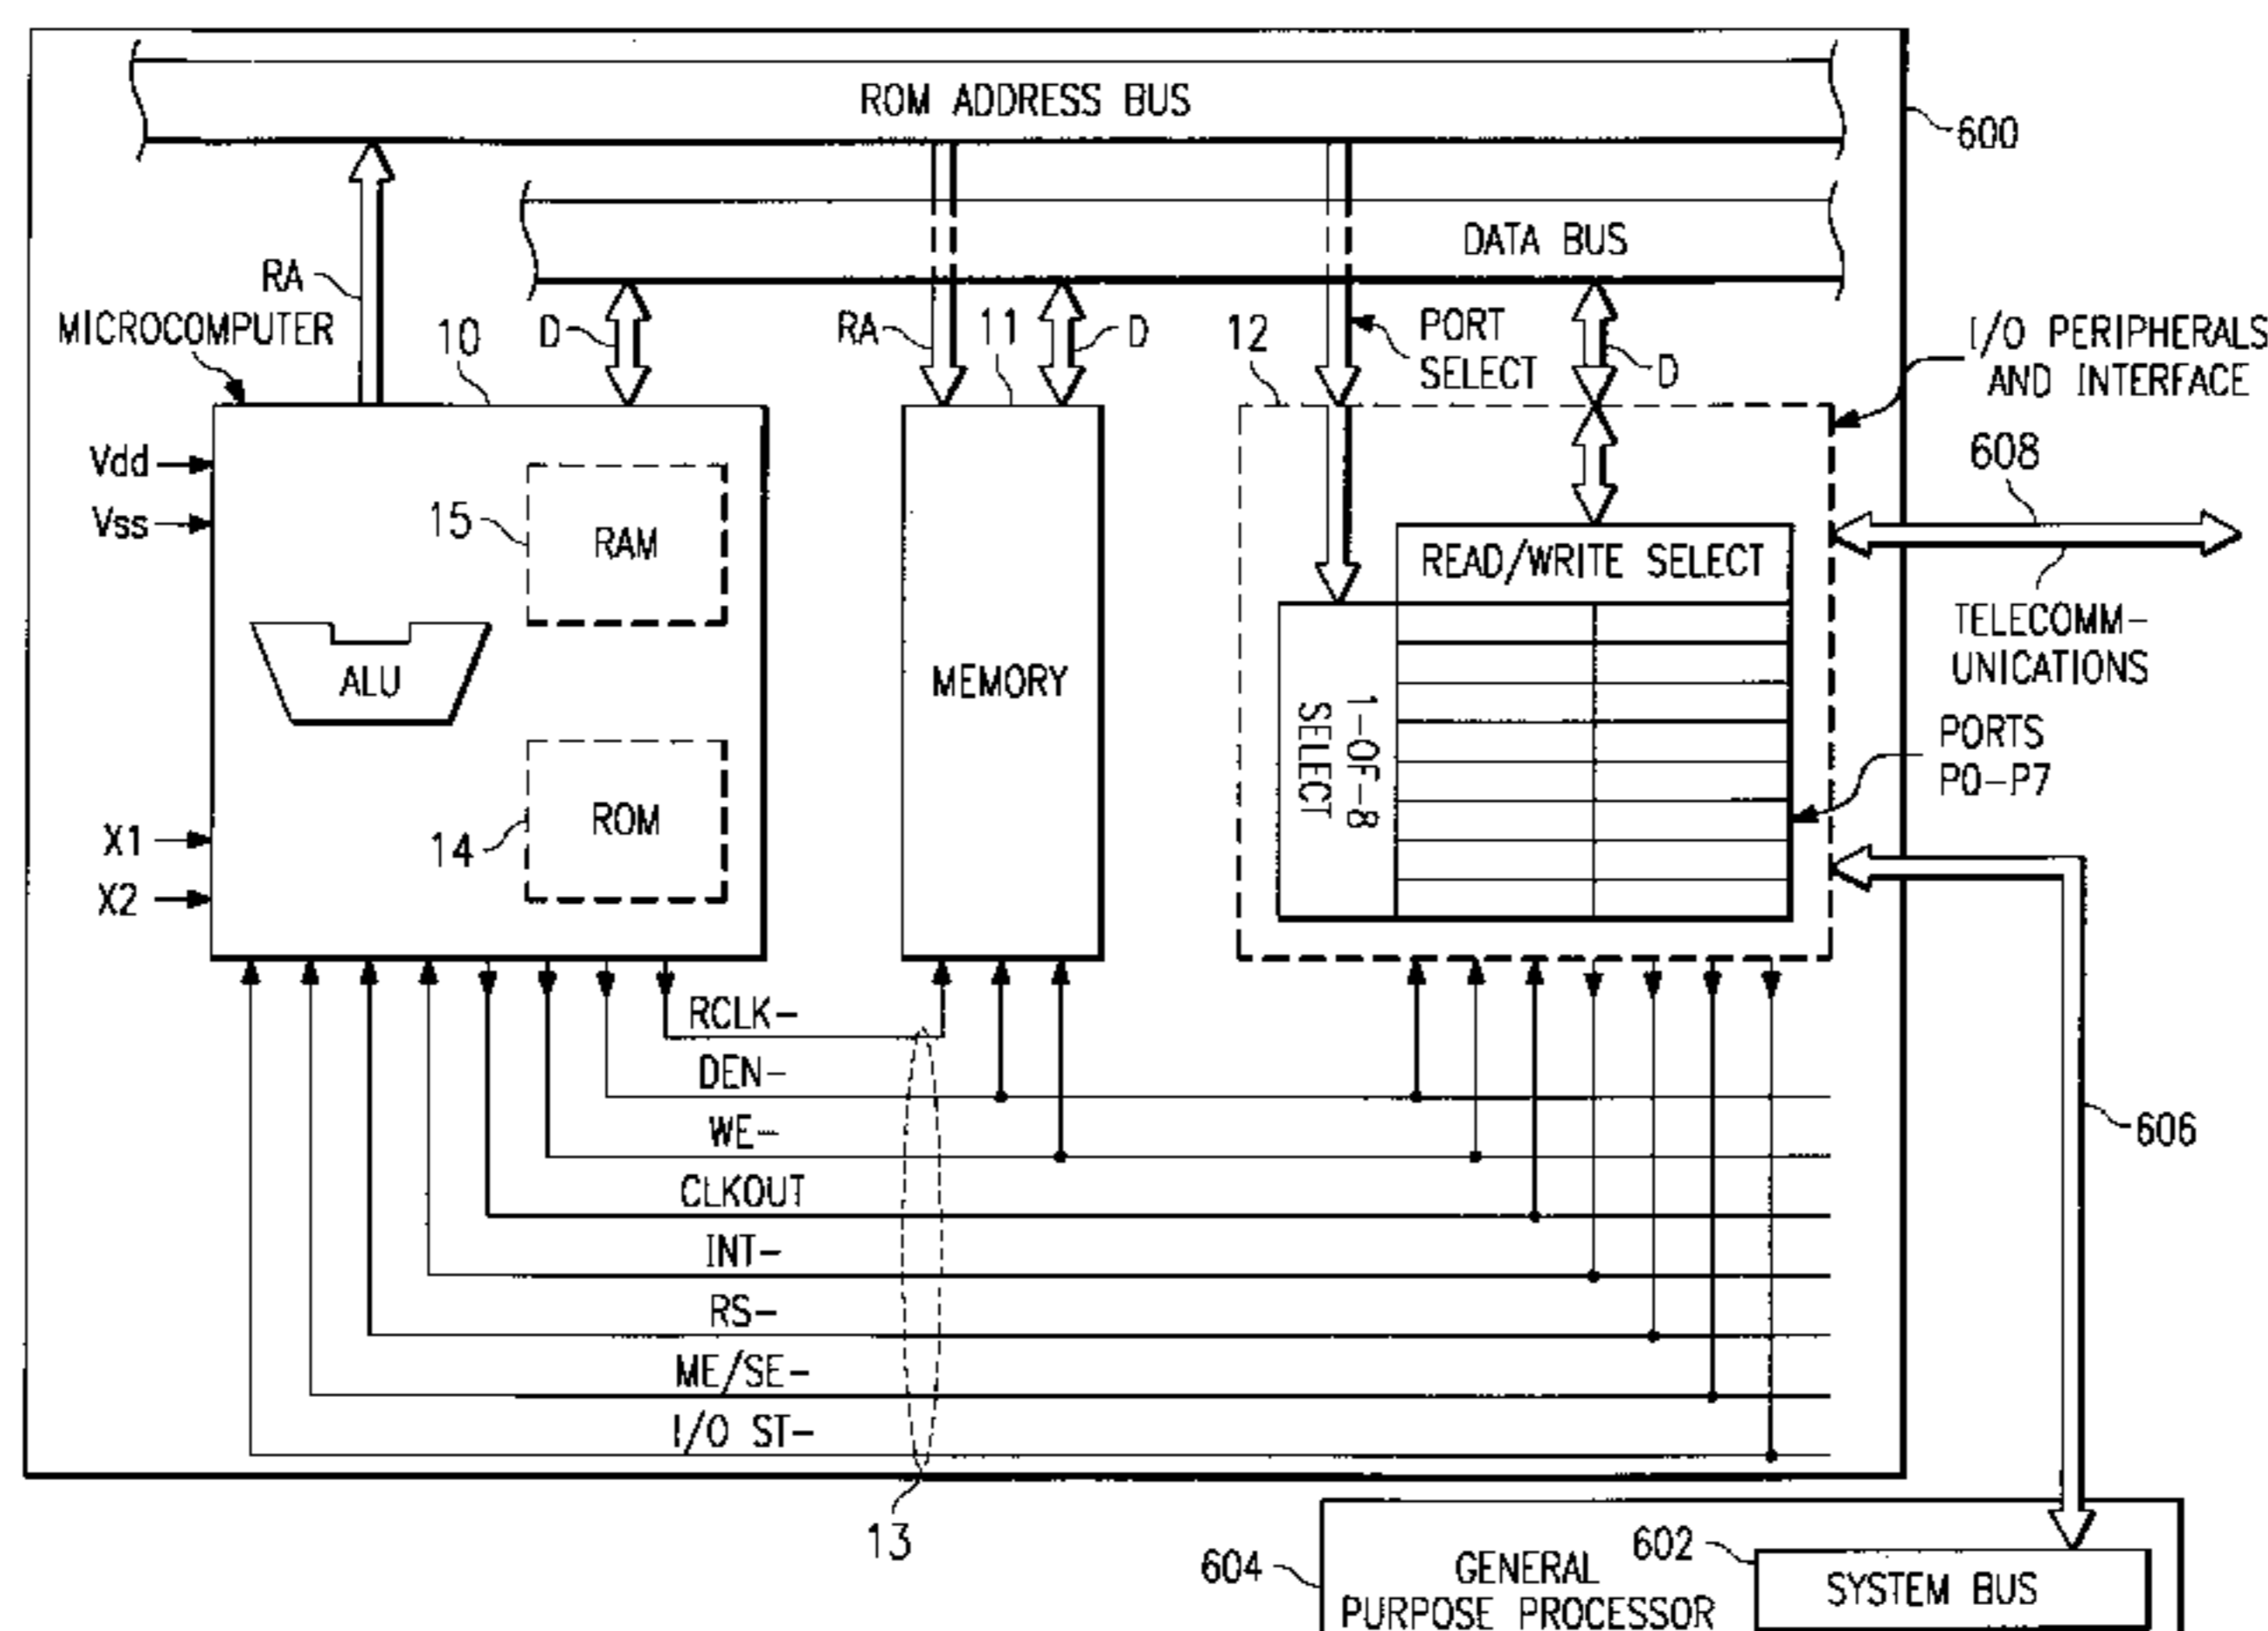 ROM ADDRESS BUS
600
DATA BUS
RA
MICROCOMPUTER
10
D
RA
11
D
12
PORT
SELECT
D
I/O PERIPHERALS
AND INTERFACE
608
TELECOMM-
UNICATIONS
Vdd
Vss
X1
X2
15
RAM
ALU
14
ROM
MEMORY
READ/WRITE SELECT
1-OF-8
SELECT
PORTS
P0-P7
606
RCLK-
DEN-
WE-
CLKOUT
INT-
RS-
ME/SE-
I/O ST-
13
604
GENERAL
PURPOSE PROCESSOR
602
SYSTEM BUS